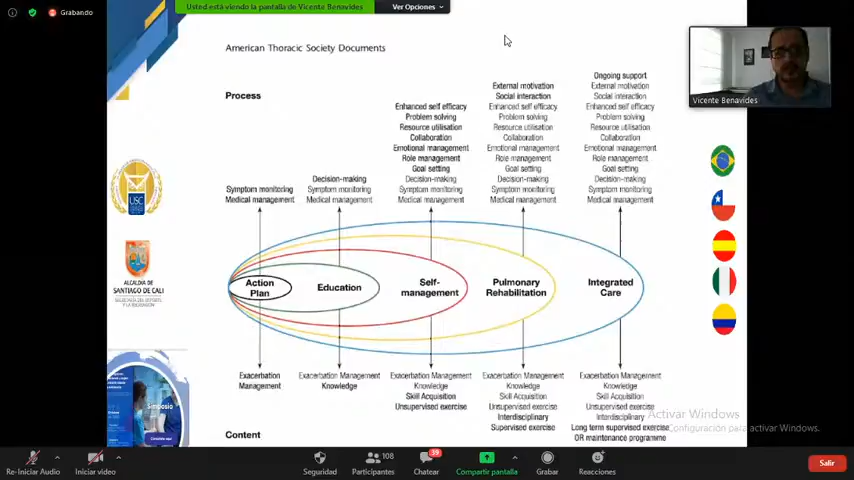 Grabando
Usted está viendo la pantalla de Vicente Benavides
Ver Opciones
American Thoracic Society Documents
Process
Symptom monitoring
Medical management
Decision-making
Symptom monitoring
Medical management
Enhanced self efficacy
Problem solving
Resource utilisation
Collaboration
Emotional management
Role management
Goal setting
Decision-making
Symptom monitoring
Medical management
External motivation
Social interaction
Enhanced self efficacy
Problem solving
Resource utilisation
Collaboration
Emotional management
Role management
Goal setting
Decision-making
Symptom monitoring
Medical management
Ongoing support
External motivation
Social interaction
Enhanced self efficacy
Problem solving
Resource utilisation
Collaboration
Emotional management
Role management
Goal setting
Decision-making
Symptom monitoring
Medical management
Vicente Benavides
USC
ALCALDÍA DE
SANTIAGO DE CALI
Action
Plan
Education
Self-
management
Pulmonary
Rehabilitation
Integrated
Care
Exacerbation
Management
Exacerbation Management
Knowledge
Exacerbation Management
Knowledge
Skill Acquisition
Unsupervised exercise
Exacerbation Management
Knowledge
Skill Acquisition
Unsupervised exercise
Interdisciplinary
Supervised exercise
Exacerbation Management
Knowledge
Skill Acquisition
Unsupervised exercise
Interdisciplinary
Long term supervised exercise
OR maintenance programme
Content
Simposio
Activar Windows
Configuración para activar Windows.
Re-Iniciar Audio
Iniciar video
Seguridad
108
Participantes
39
Chatear
Compartir pantalla
Grabar
Reacciones
Salir